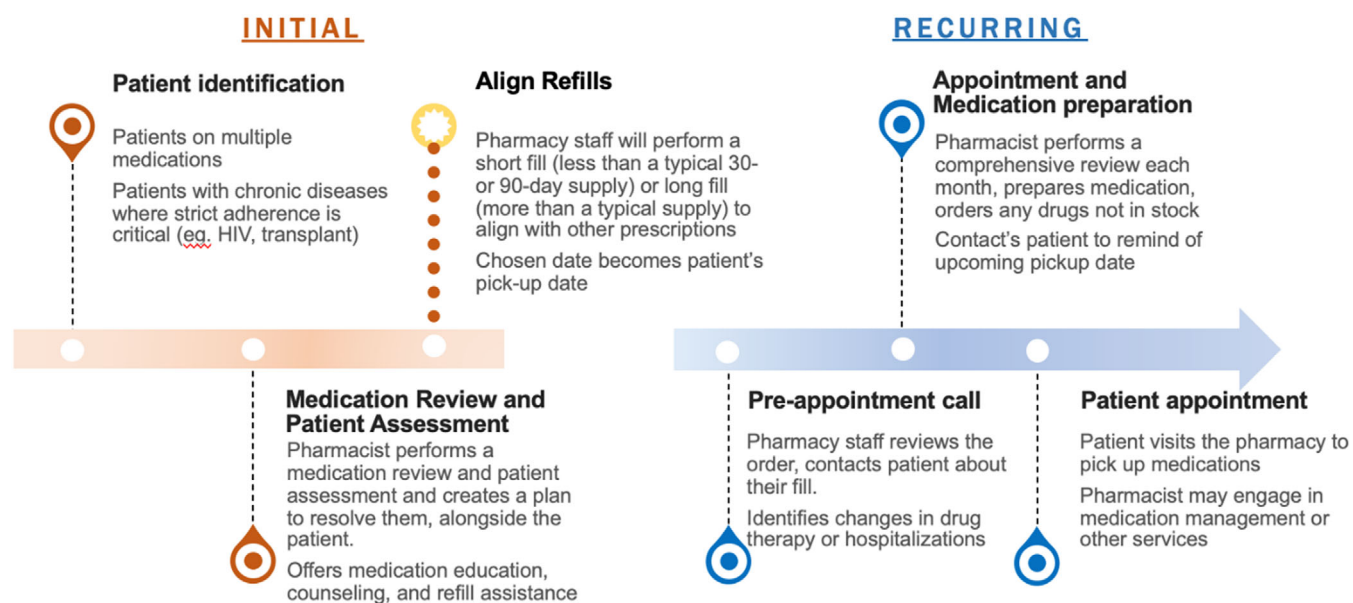 INITIAL
Patient identification
Patients on multiple
medications
Patients with chronic diseases
where strict adherence is
critical (eg. HIV, transplant)
Medication Review and
Patient Assessment
Pharmacist performs a
medication review and patient
assessment and creates a plan
to resolve them, alongside the
patient.
Offers medication education,
counseling, and refill assistance
Align Refills
Pharmacy staff will perform a
short fill (less than a typical 30-
or 90-day supply) or long fill
(more than a typical supply) to
align with other prescriptions
Chosen date becomes patient's
pick-up date
RECURRING
Pre-appointment call
Pharmacy staff reviews the
order, contacts patient about
their fill.
Identifies changes in drug
therapy or hospitalizations
Appointment and
Medication preparation
Pharmacist performs a
comprehensive review each
month, prepares medication,
orders any drugs not in stock
Contact's patient to remind of
upcoming pickup date
Patient appointment
Patient visits the pharmacy to
pick up medications
Pharmacist may engage in
medication management or
other services